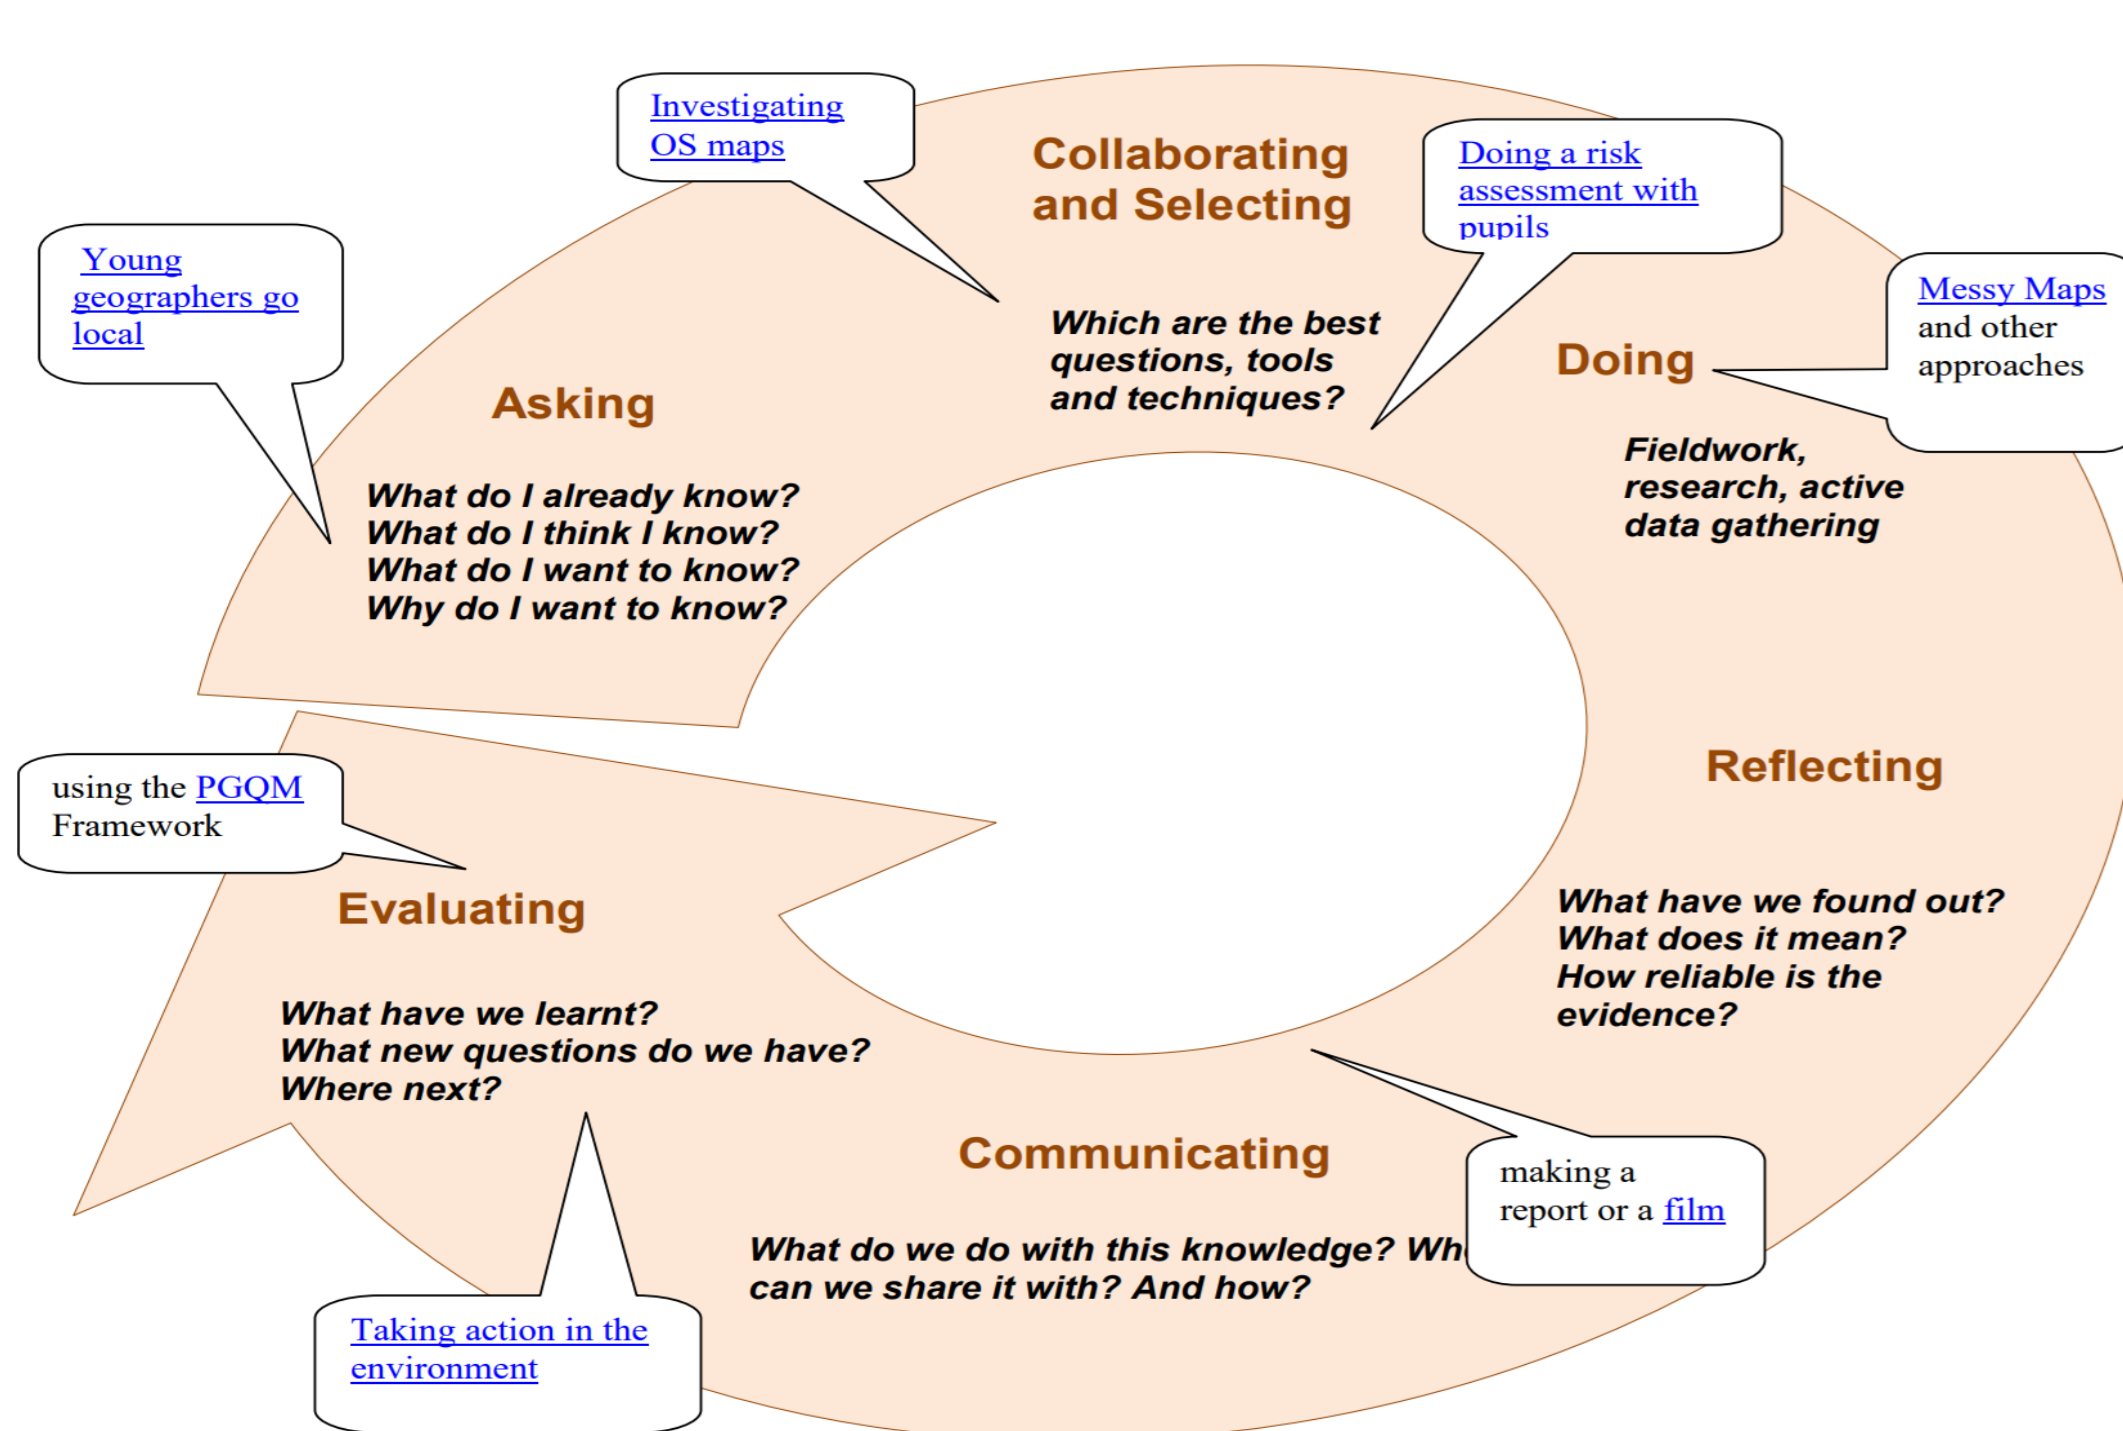 Investigating
OS maps
Collaborating
and Selecting
Doing a risk
assessment with
pupils
Young
geographers go
local
Messy Maps
and other
approaches
Which are the best
questions, tools
and techniques?
Doing
Asking
Fieldwork,
research, active
data gathering
What do I already know?
What do I think I know?
What do I want to know?
Why do I want to know?
Reflecting
using the PGQM
Framework
Evaluating
What have we found out?
What does it mean?
How reliable is the
evidence?
What have we learnt?
What new questions do we have?
Where next?
Communicating
making a
report or a film
What do we do with this knowledge?
can we share it with? And how?
Taking action in the
environment